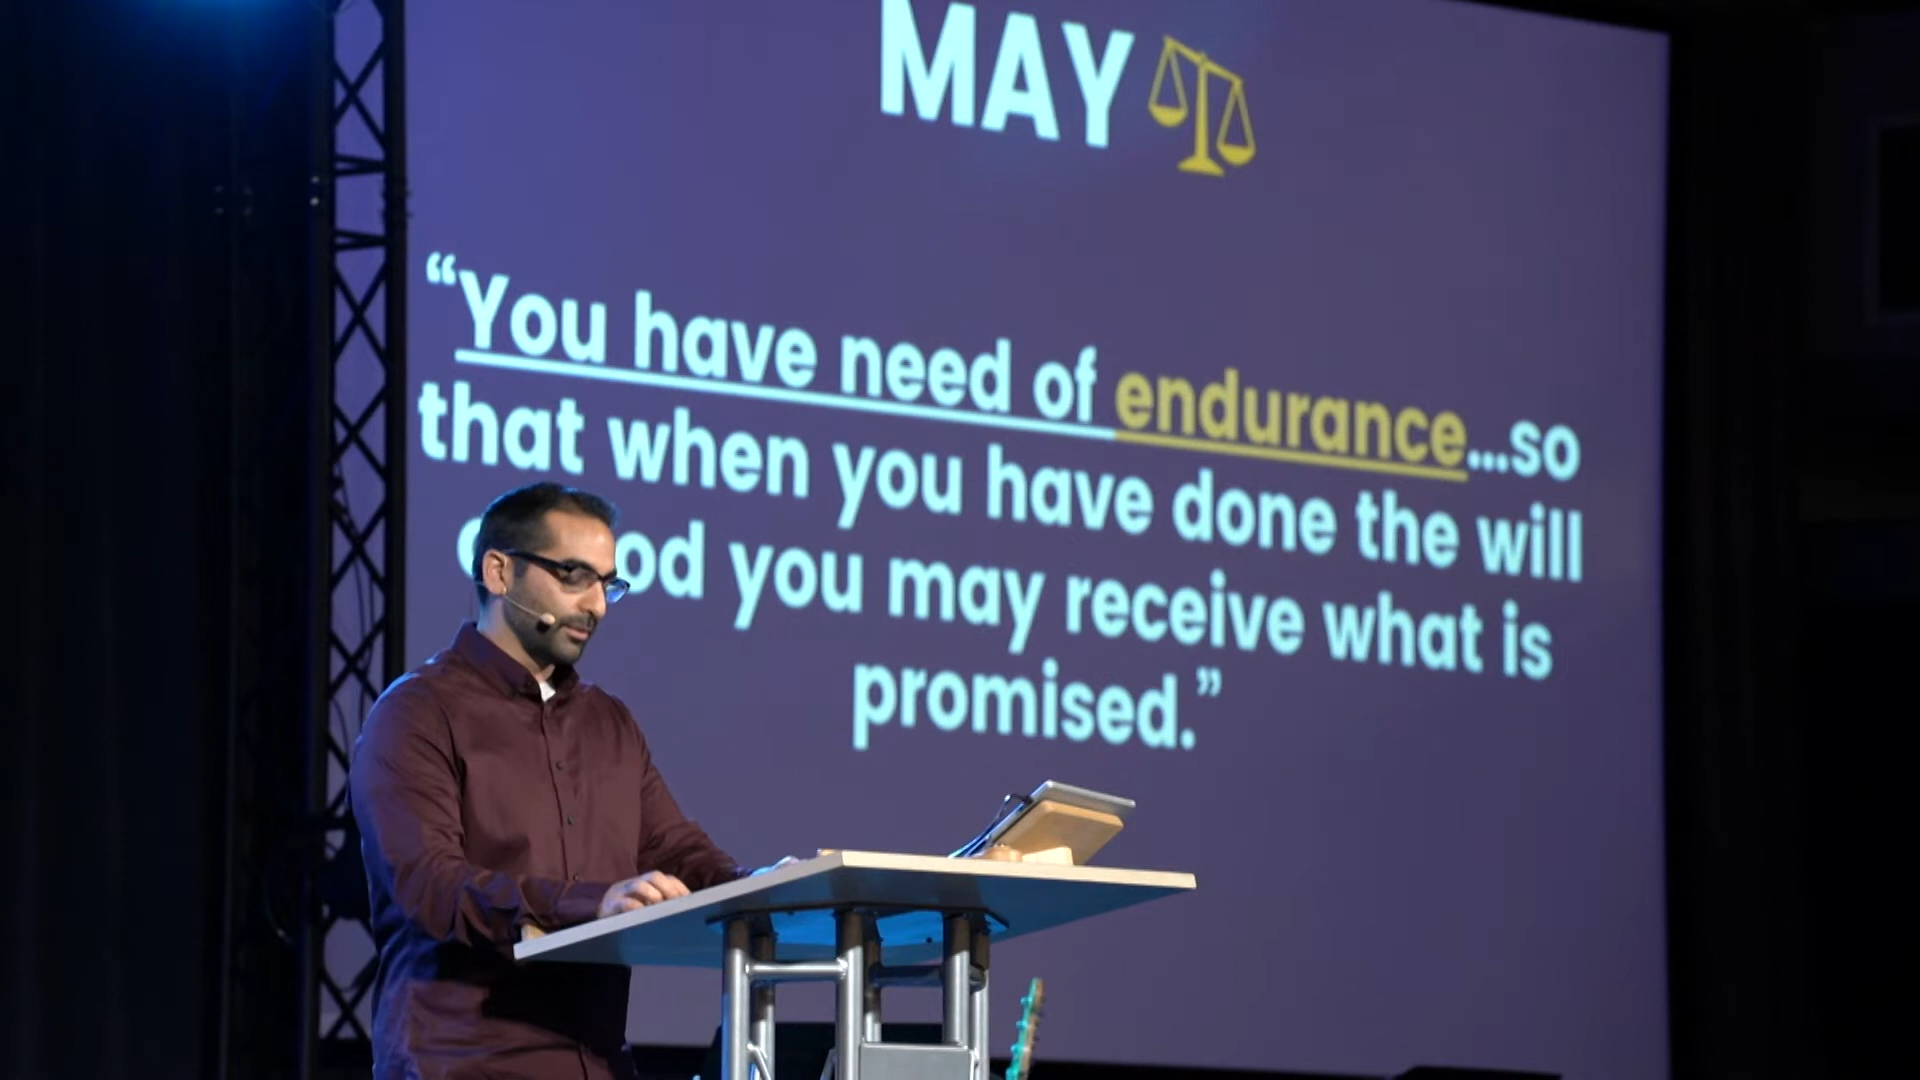 MAY
“You have need of endurance...so
that when you have done the will
you may receive what is
promised.”